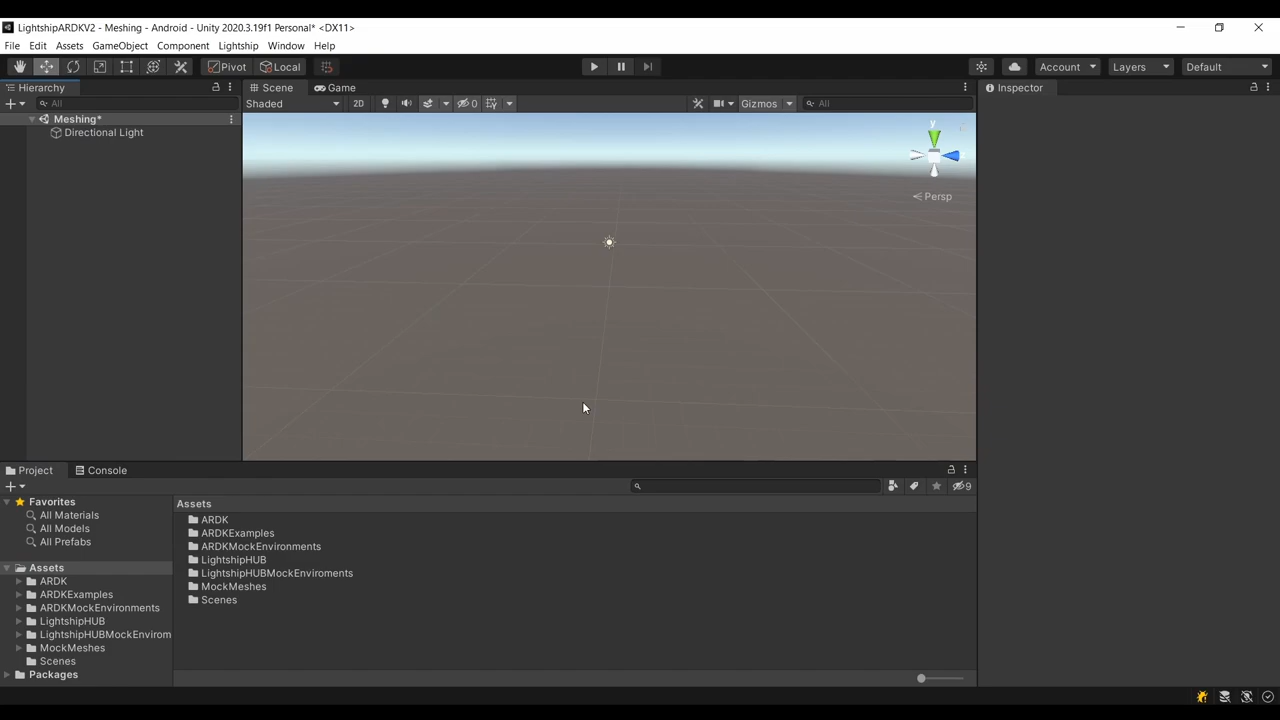 LightshipARDKV2 - Meshing - Android - Unity 2020.3.19f1 Personal* <DX11>
File Edit Assets GameObject Component Lightship Window Help
Pivot Local Account Layers Default
Hierarchy Scene Game Inspector
All Shaded 2D 0 Gizmos All
Meshing*
Directional Light
y
Persp
Project Console
9
Favorites Assets
All Materials
All Models
All Prefabs
Assets
ARDK
ARDKExamples
ARDKMockEnvironments
LightshipHUB
LightshipHUBMockEnvirom
MockMeshes
Scenes
Packages
ARDK
ARDKExamples
ARDKMockEnvironments
LightshipHUB
LightshipHUBMockEnviroments
MockMeshes
Scenes